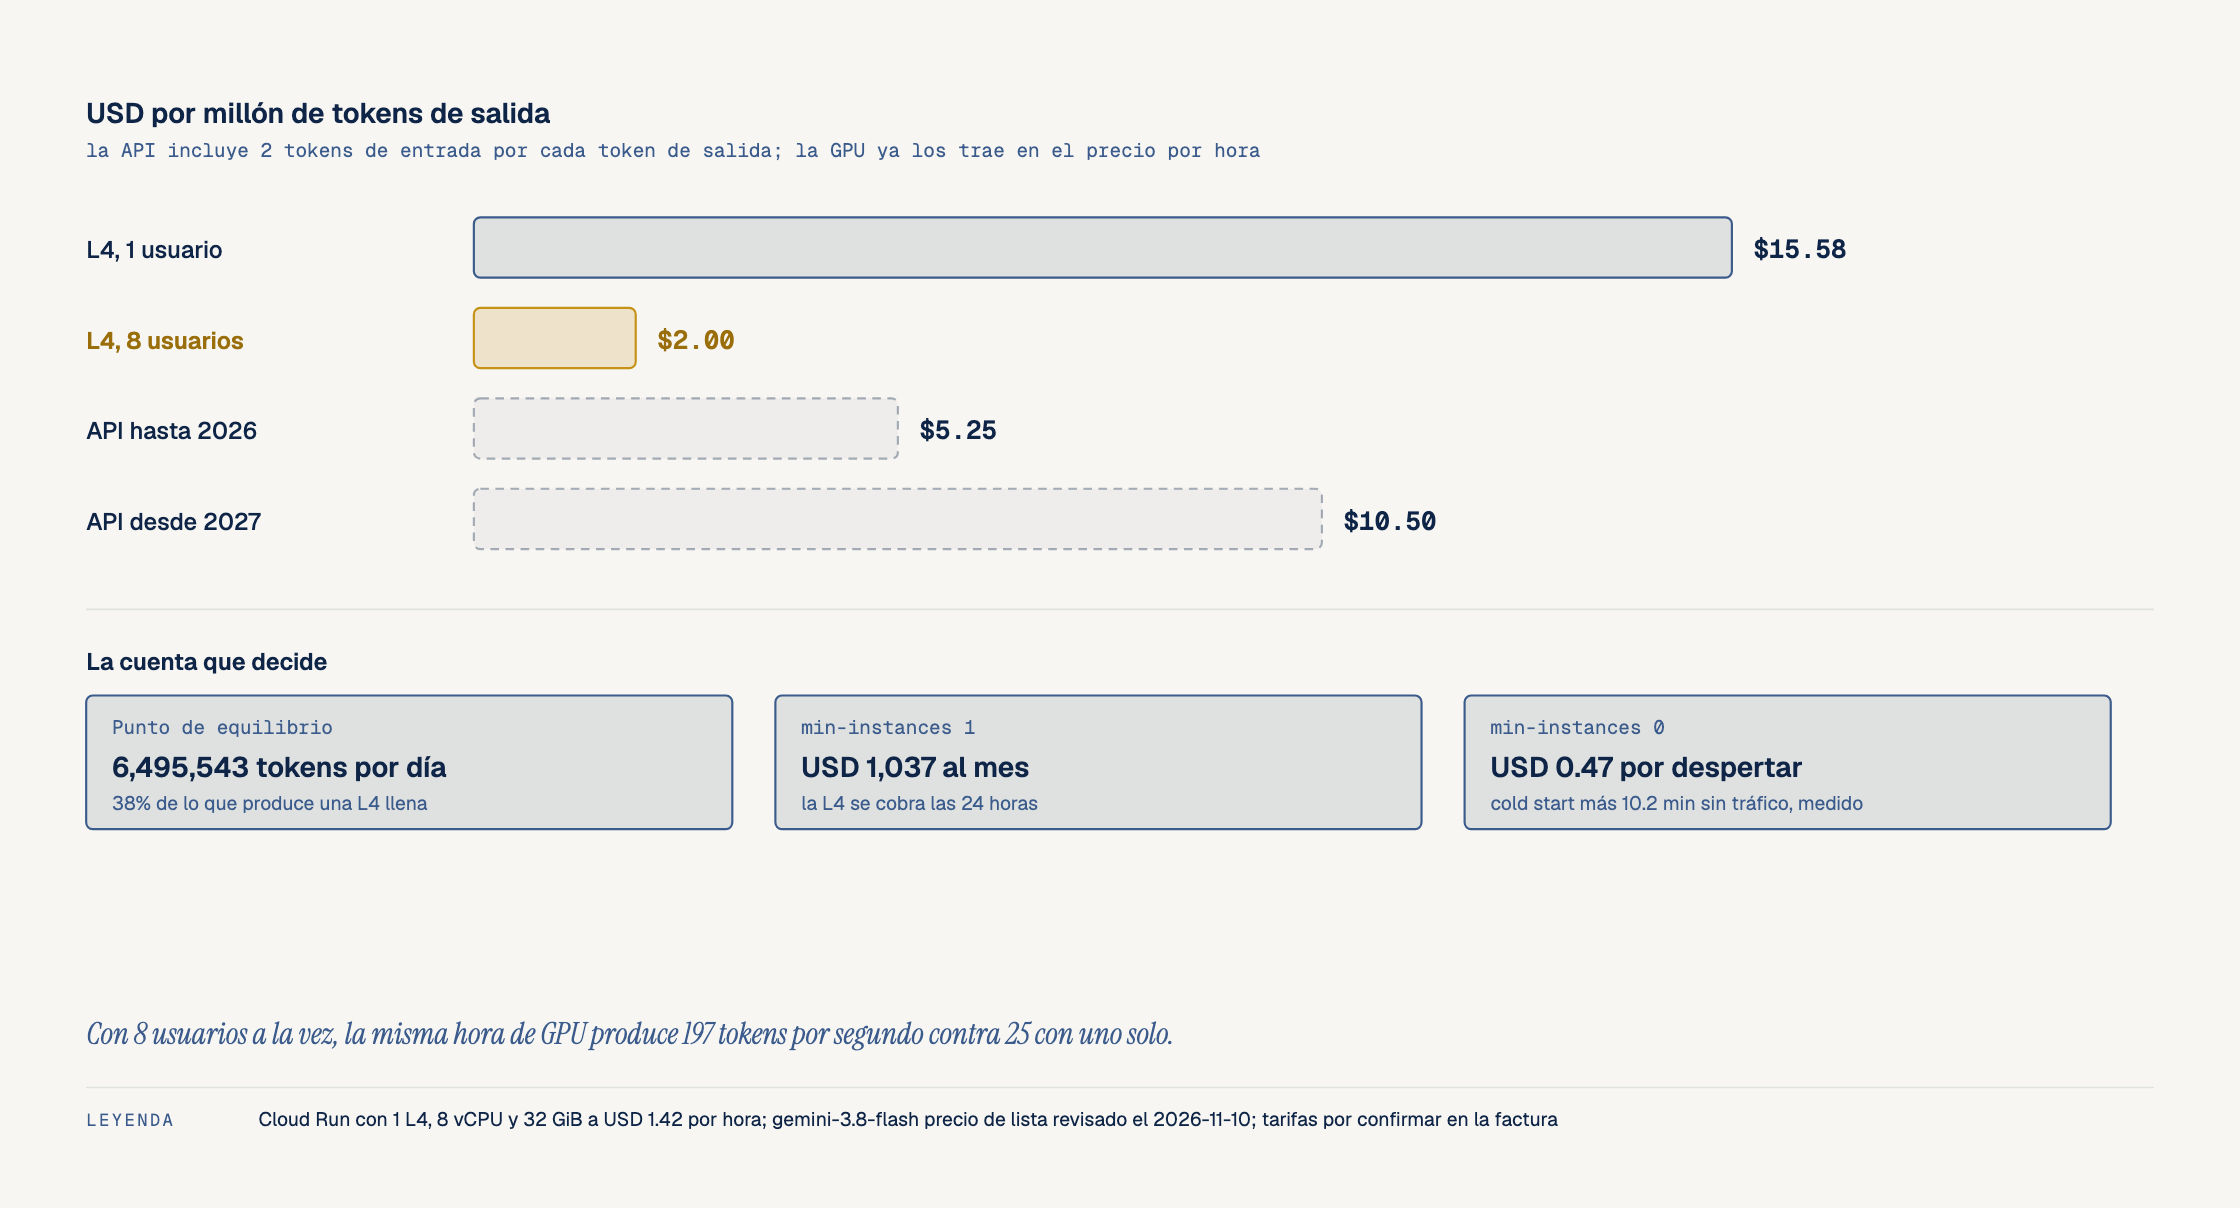 USD por millón de tokens de salida
la API incluye 2 tokens de entrada por cada token de salida; la GPU ya los trae en el precio por hora
L4, 1 usuario
$15.58
L4, 8 usuarios
$2.00
API hasta 2026
$5.25
API desde 2027
$10.50
La cuenta que decide
Punto de equilibrio
6,495,543 tokens por día
38% de lo que produce una L4 llena
min-instances 1
USD 1,037 al mes
la L4 se cobra las 24 horas
min-instances 0
USD 0.47 por despertar
cold start más 10.2 min sin tráfico, medido
Con 8 usuarios a la vez, la misma hora de GPU produce 197 tokens por segundo contra 25 con uno solo.
LEYENDA
Cloud Run con 1 L4, 8 vCPU y 32 GiB a USD 1.42 por hora; gemini-3.8-flash precio de lista revisado el 2026-11-10; tarifas por confirmar en la factura